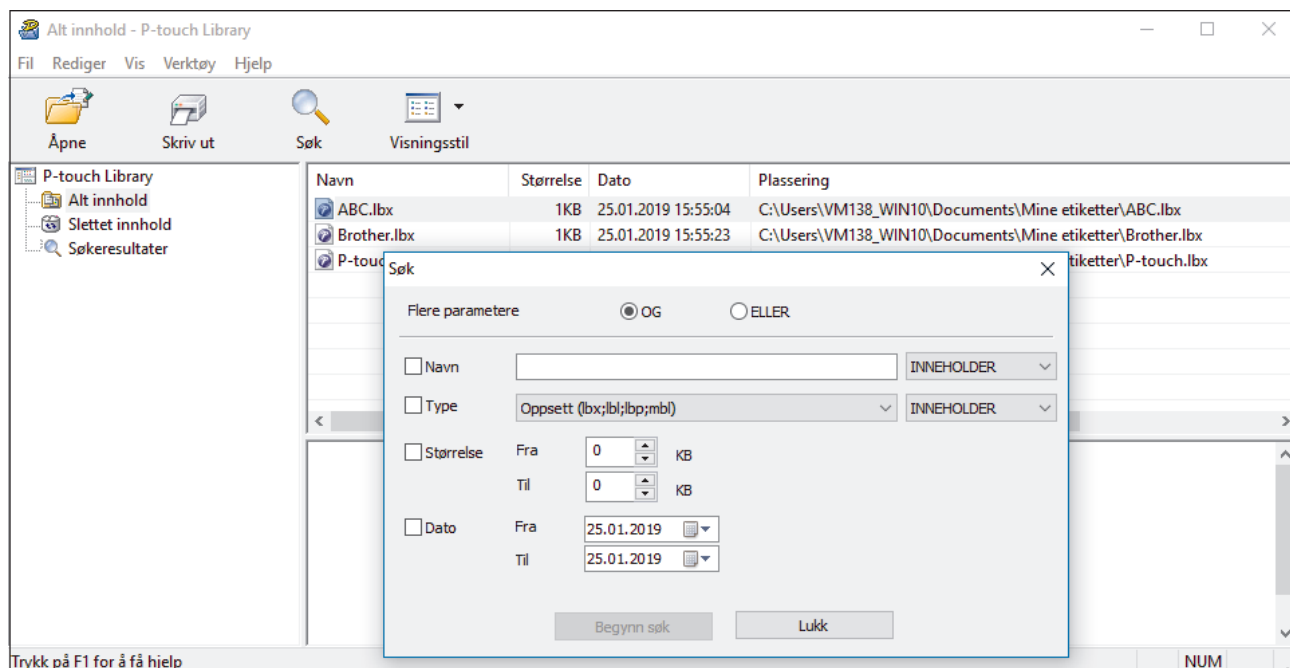 Alt innhold - P-touch Library
Fil Rediger Vis Verktøy Hjelp
Åpne Skriv ut Søk Visningsstil
P-touch Library
Alt innhold
Slettet innhold
Søkeresultater
Navn Størrelse Dato Plassering
ABC.lbx 1KB 25.01.2019 15:55:04 C:\Users\VM138_WIN10\Documents\Mine etiketter\ABC.lbx
Brother.lbx 1KB 25.01.2019 15:55:23 C:\Users\VM138_WIN10\Documents\Mine etiketter\Brother.lbx
P-touc tiketter\P-touch.lbx
Søk
Flere parametere OG ELLER
Navn INNEHOLDER
Type Oppsett (lbx;lbl;lbp;mbl) INNEHOLDER
Størrelse Fra 0 KB
Til 0 KB
Dato Fra 25.01.2019
Til 25.01.2019
Begynn søk Lukk
Trykk på F1 for å få hjelp NUM